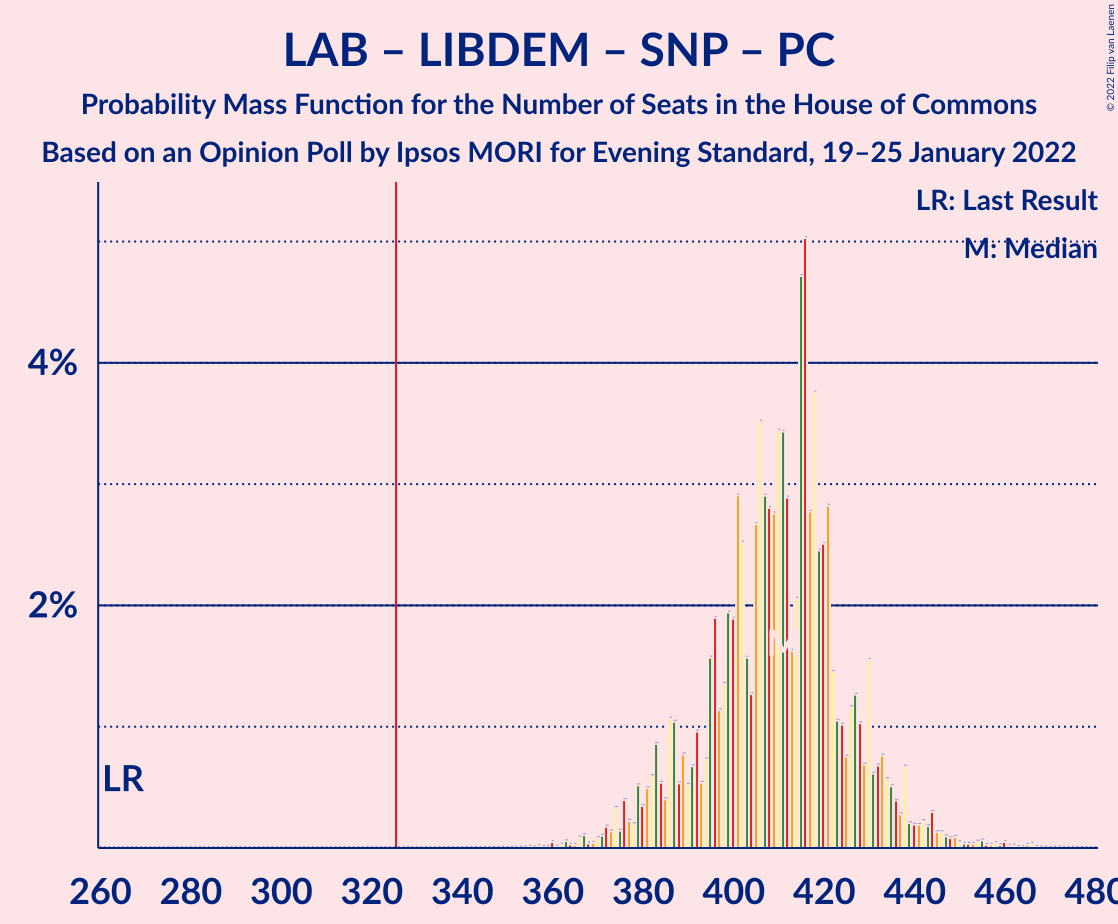 LAB – LIBDEM – SNP – PC
Probability Mass Function for the Number of Seats in the House of Commons
Based on an Opinion Poll by Ipsos MORI for Evening Standard, 19–25 January 2022
© 2022 Filip van Laenen
LR: Last Result
M: Median
4%
2%
M
LR
260 280 300 320 340 360 380 400 420 440 460 480